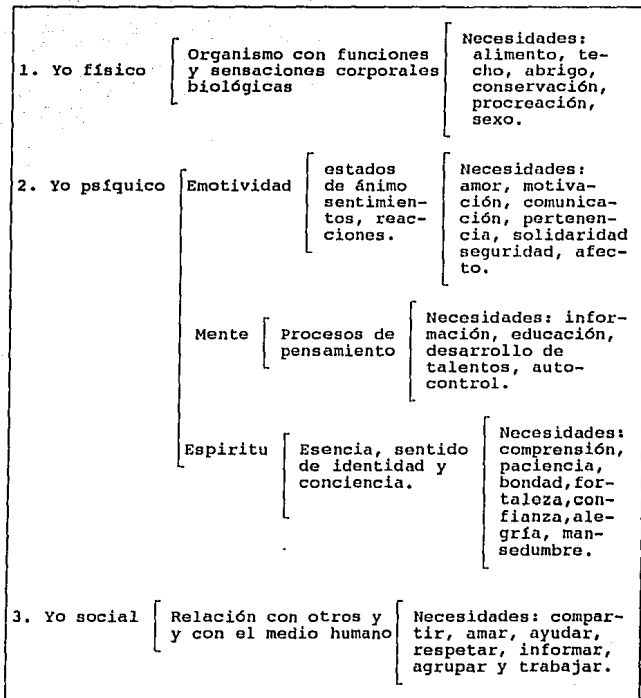 1. Yo físico
Organismo con funciones
y sensaciones corporales
biológicas
Necesidades:
alimento, te-
cho, abrigo,
conservación,
procreación,
sexo.
2. Yo psíquico
Emotividad
estados
de ánimo
sentimien-
tos, reac-
ciones.
Necesidades:
amor, motiva-
ción, comunica-
ción, pertenen-
cia, solidaridad
seguridad, afec-
to.
Mente
Procesos de
pensamiento
Necesidades: infor-
mación, educación,
desarrollo de
talentos, auto-
control.
Espiritu
Esencia, sentido
de identidad y
conciencia.
Necesidades:
comprensión,
paciencia,
bondad,for-
taleza,con-
fianza,ale-
gría, man-
sedumbre.
3. Yo social
Relación con otros y
y con el medio humano
Necesidades: compar-
tir, amar, ayudar,
respetar, informar,
agrupar y trabajar.